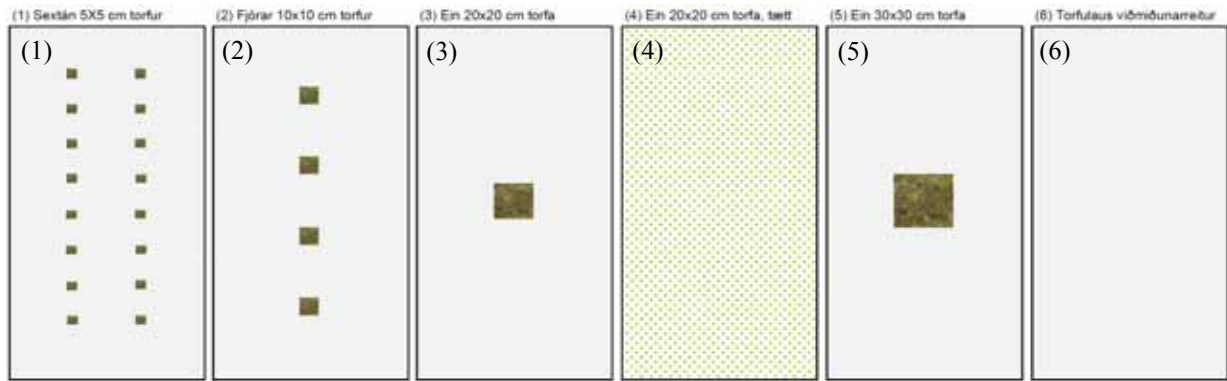 (1) Sextán 5X5 cm torfur
(2) Fjórar 10x10 cm torfur
(3) Ein 20x20 cm torfa
(4) Ein 20x20 cm torfa, tætt
(5) Ein 30x30 cm torfa
(6) Torfulaus viðmiðunarreitur
(1)
(2)
(3)
(4)
(5)
(6)